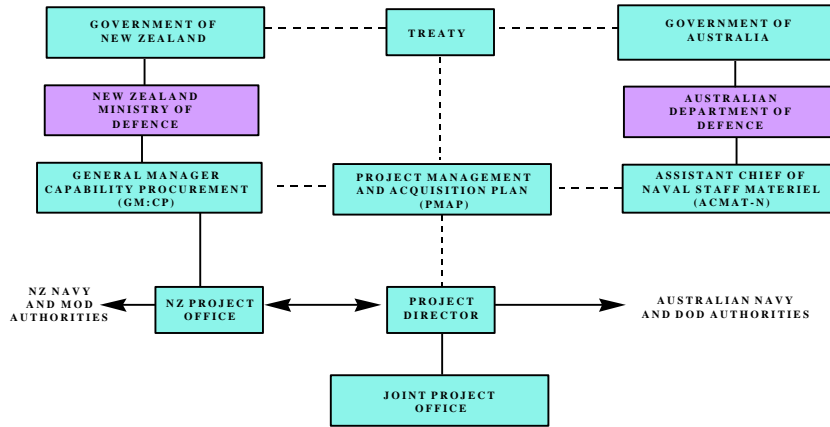 GOVERNMENT OF
NEW ZEALAND
TREATY
GOVERNMENT OF
AUSTRALIA
NEW ZEALAND
MINISTRY OF
DEFENCE
AUSTRALIAN
DEPARTMENT OF
DEFENCE
GENERAL MANAGER
CAPABILITY PROCUREMENT
(GM:CP)
PROJECT MANAGEMENT
AND ACQUISITION PLAN
(PMAP)
ASSISTANT CHIEF OF
NAVAL STAFF MATERIEL
(ACMAT-N)
NZ NAVY
AND MOD
AUTHORITIES
NZ PROJECT
OFFICE
PROJECT
DIRECTOR
AUSTRALIAN NAVY
AND DOD AUTHORITIES
JOINT PROJECT
OFFICE